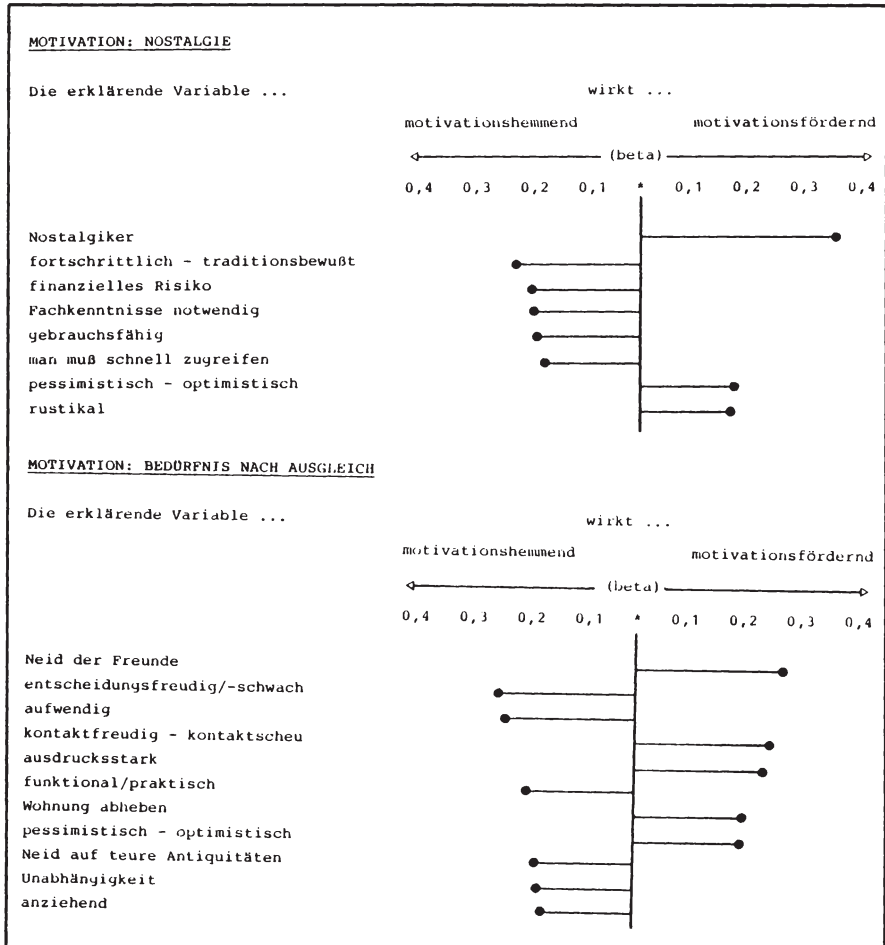 MOTIVATION: NOSTALGIE
Die erklärende Variable ... wirkt ...
motivationshemmend motivationsfördernd
(beta)
0,4 0,3 0,2 0,1 * 0,1 0,2 0,3 0,4
Nostalgiker
fortschrittlich - traditionsbewußt
finanzielles Risiko
Fachkenntnisse notwendig
gebrauchsfähig
man muß schnell zugreifen
pessimistisch - optimistisch
rustikal
MOTIVATION: BEDÜRFNIS NACH AUSGLEICH
Die erklärende Variable ... wirkt ...
motivationshemmend motivationsfördernd
(beta)
0,4 0,3 0,2 0,1 * 0,1 0,2 0,3 0,4
Neid der Freunde
entscheidungsfreudig/-schwach
aufwendig
kontaktfreudig - kontaktscheu
ausdrucksstark
funktional/praktisch
Wohnung abheben
pessimistisch - optimistisch
Neid auf teure Antiquitäten
Unabhängigkeit
anziehend